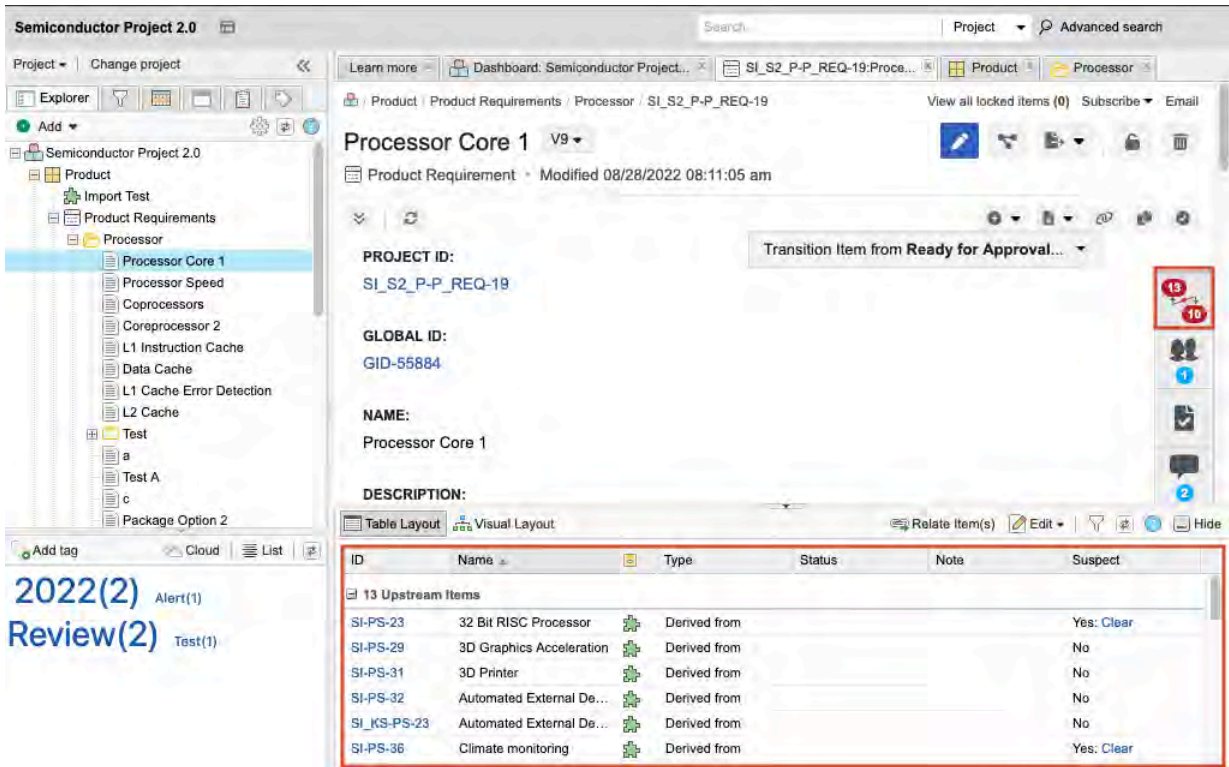 Semiconductor Project 2.0
Search
Project
Advanced search
Project
Change project
Learn more
Dashboard: Semiconductor Project...
SI_S2_P-P_REQ-19:Proce...
Product
Processor
Explorer
Product
Product Requirements
Processor
SI_S2_P-P_REQ-19
View all locked items (0)
Subscribe
Email
Add
Semiconductor Project 2.0
Product
Import Test
Product Requirements
Processor
Processor Core 1
Processor Speed
Coprocessors
Coreprocessor 2
L1 Instruction Cache
Data Cache
L1 Cache Error Detection
L2 Cache
Test
a
Test A
c
Package Option 2
Processor Core 1
V9
Product Requirement • Modified 08/28/2022 08:11:05 am
Transition Item from Ready for Approval...
PROJECT ID:
SI_S2_P-P_REQ-19
GLOBAL ID:
GID-55884
NAME:
Processor Core 1
DESCRIPTION:
13
10
1
2
Add tag
Cloud
List
2022(2) Alert(1)
Review(2) Test(1)
Table Layout
Visual Layout
Relate Item(s)
Edit
Hide
ID Name Type Status Note Suspect
13 Upstream Items
SI-PS-23 32 Bit RISC Processor Derived from Yes: Clear
SI-PS-29 3D Graphics Acceleration Derived from No
SI-PS-31 3D Printer Derived from No
SI-PS-32 Automated External De... Derived from No
SI_KS-PS-23 Automated External De... Derived from No
SI-PS-36 Climate monitoring Derived from Yes: Clear